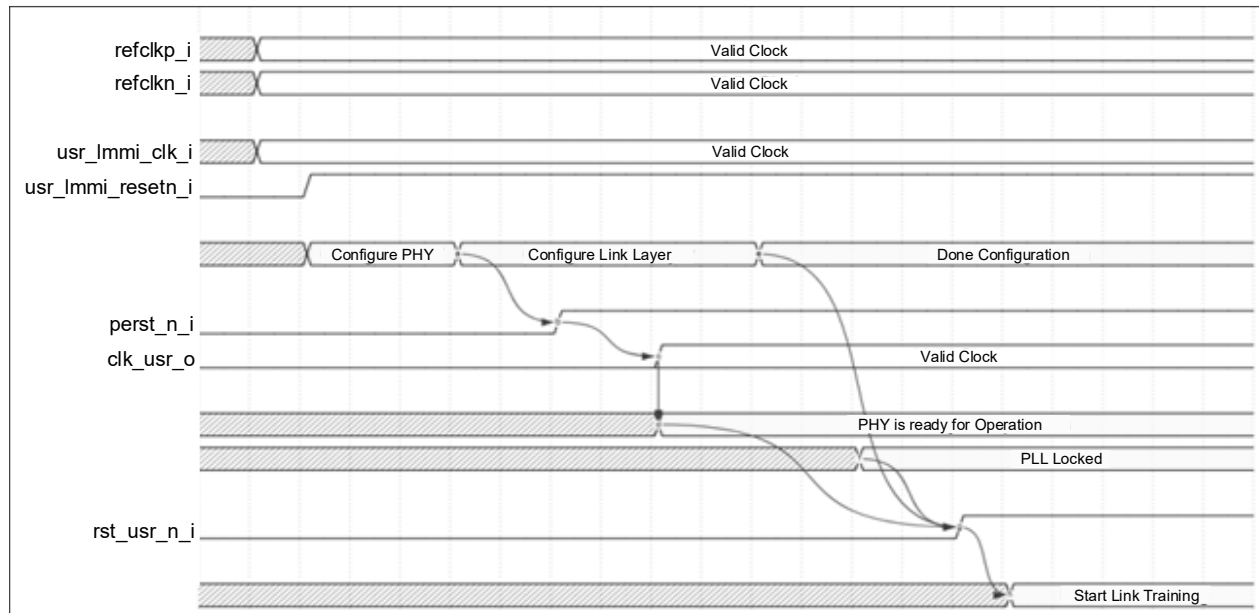 refclkp_i Valid Clock
refclkn_i Valid Clock
usr_lmmi_clk_i Valid Clock
usr_lmmi_resetn_i
Configure PHY Configure Link Layer Done Configuration
perst_n_i
clk_usr_o Valid Clock
PHY is ready for Operation
PLL Locked
rst_usr_n_i
Start Link Training